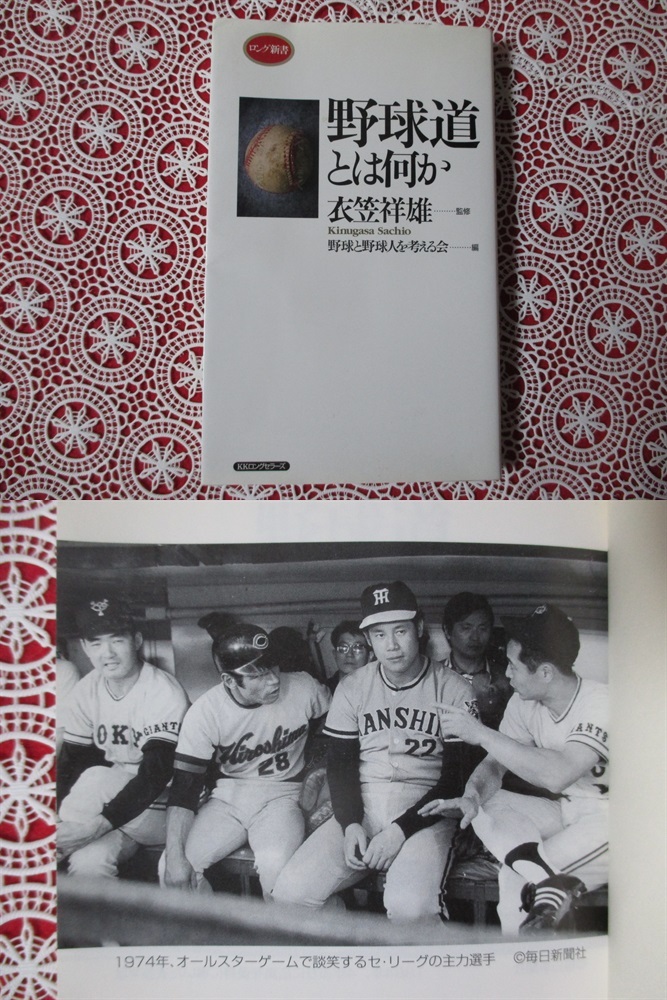 ロング新書
野球道
とは何か
衣笠祥雄………監修
Kinugasa Sachio
野球と野球人を考える会………編
KKロングセラーズ
C
TH
OK
GIANTS
Hiroshima
28
HANSHIN
22
GIANTS
1974年、オールスターゲームで談笑するセ・リーグの主力選手 ©毎日新聞社